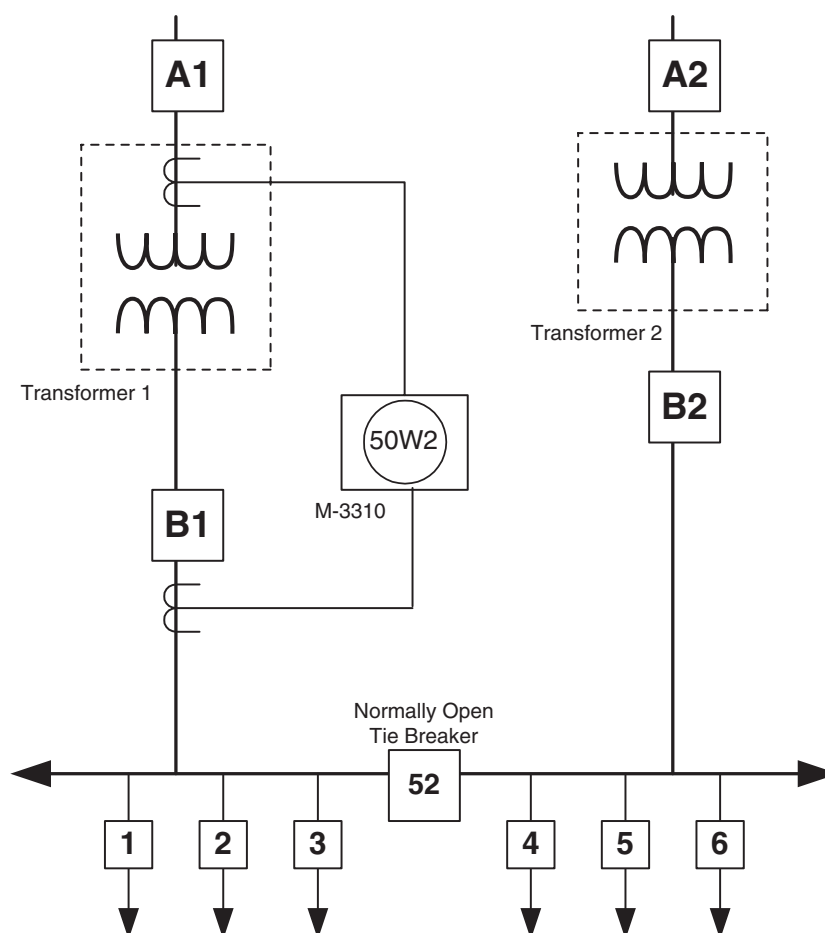 A1
A2
Transformer 1
Transformer 2
50W2
M-3310
B1
B2
Normally Open
Tie Breaker
52
1
2
3
4
5
6